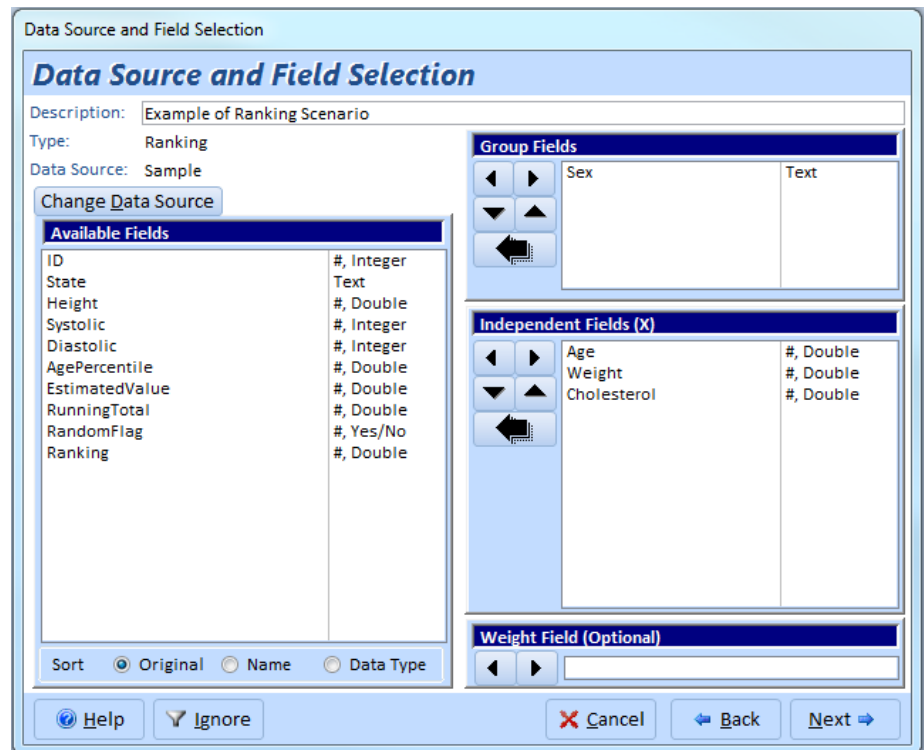 Data Source and Field Selection
Data Source and Field Selection
Description: Example of Ranking Scenario
Type: Ranking
Data Source: Sample
Change Data Source
Available Fields
ID #, Integer
State Text
Height #, Double
Systolic #, Integer
Diastolic #, Integer
AgePercentile #, Double
EstimatedValue #, Double
RunningTotal #, Double
RandomFlag #, Yes/No
Ranking #, Double
Sort Original Name Data Type
Group Fields
Sex Text
Independent Fields (X)
Age #, Double
Weight #, Double
Cholesterol #, Double
Weight Field (Optional)
Help Ignore Cancel Back Next